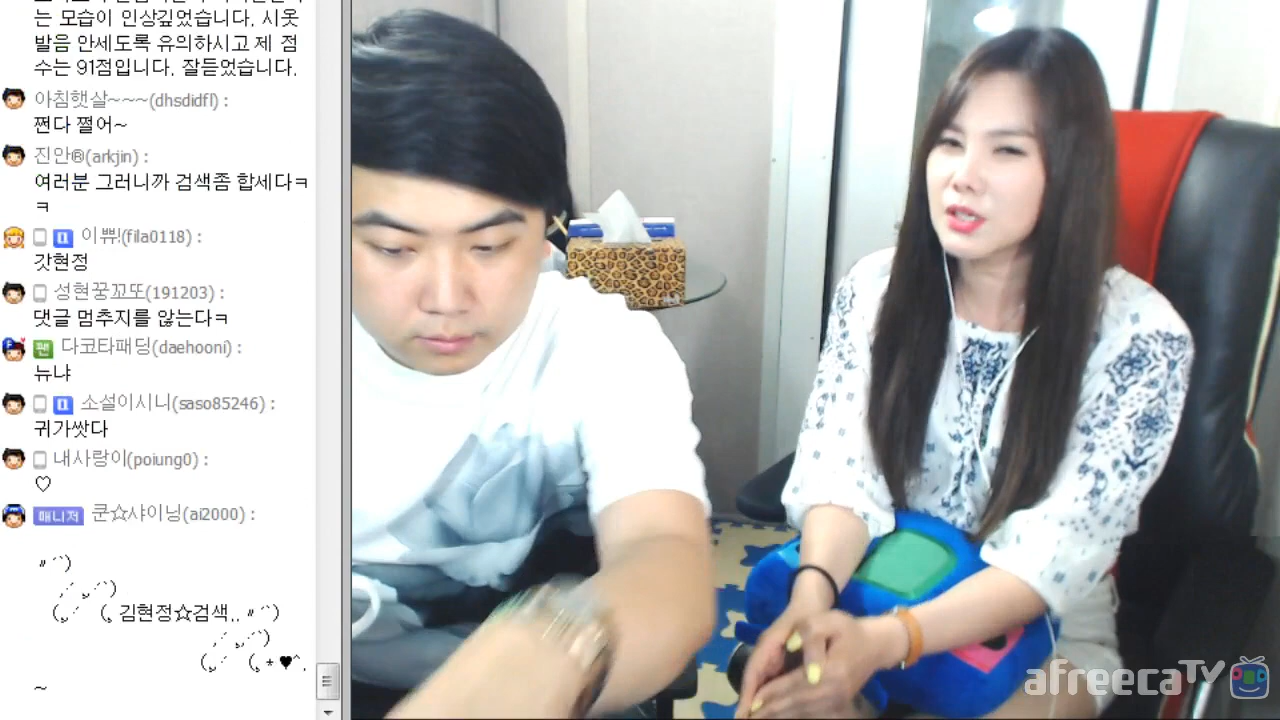 는 모습이 인상깊었습니다. 시옷
발음 안세도록 유의하시고 제 점
수는 91점입니다. 잘듣었습니다.
아침햇살~~~(dhsdidfl) :
쩐다 쩔어~
진안®(arkjin) :
여러분 그러니까 검색좀 합세다ㅋ
ㅋ
이쁘!(fila0118) :
갓현정
성현꿍꼬또(191203) :
댓글 멈추지를 않는다ㅋ
팬 다코타패딩(daehooni) :
뉴냐
소설이시니(saso85246) :
귀가쌋다
내사랑이(poiung0) :
♡
매니저 쿤☆샤이닝(ai2000) :
김현정☆검색..〃´`)
~
afreecaTV